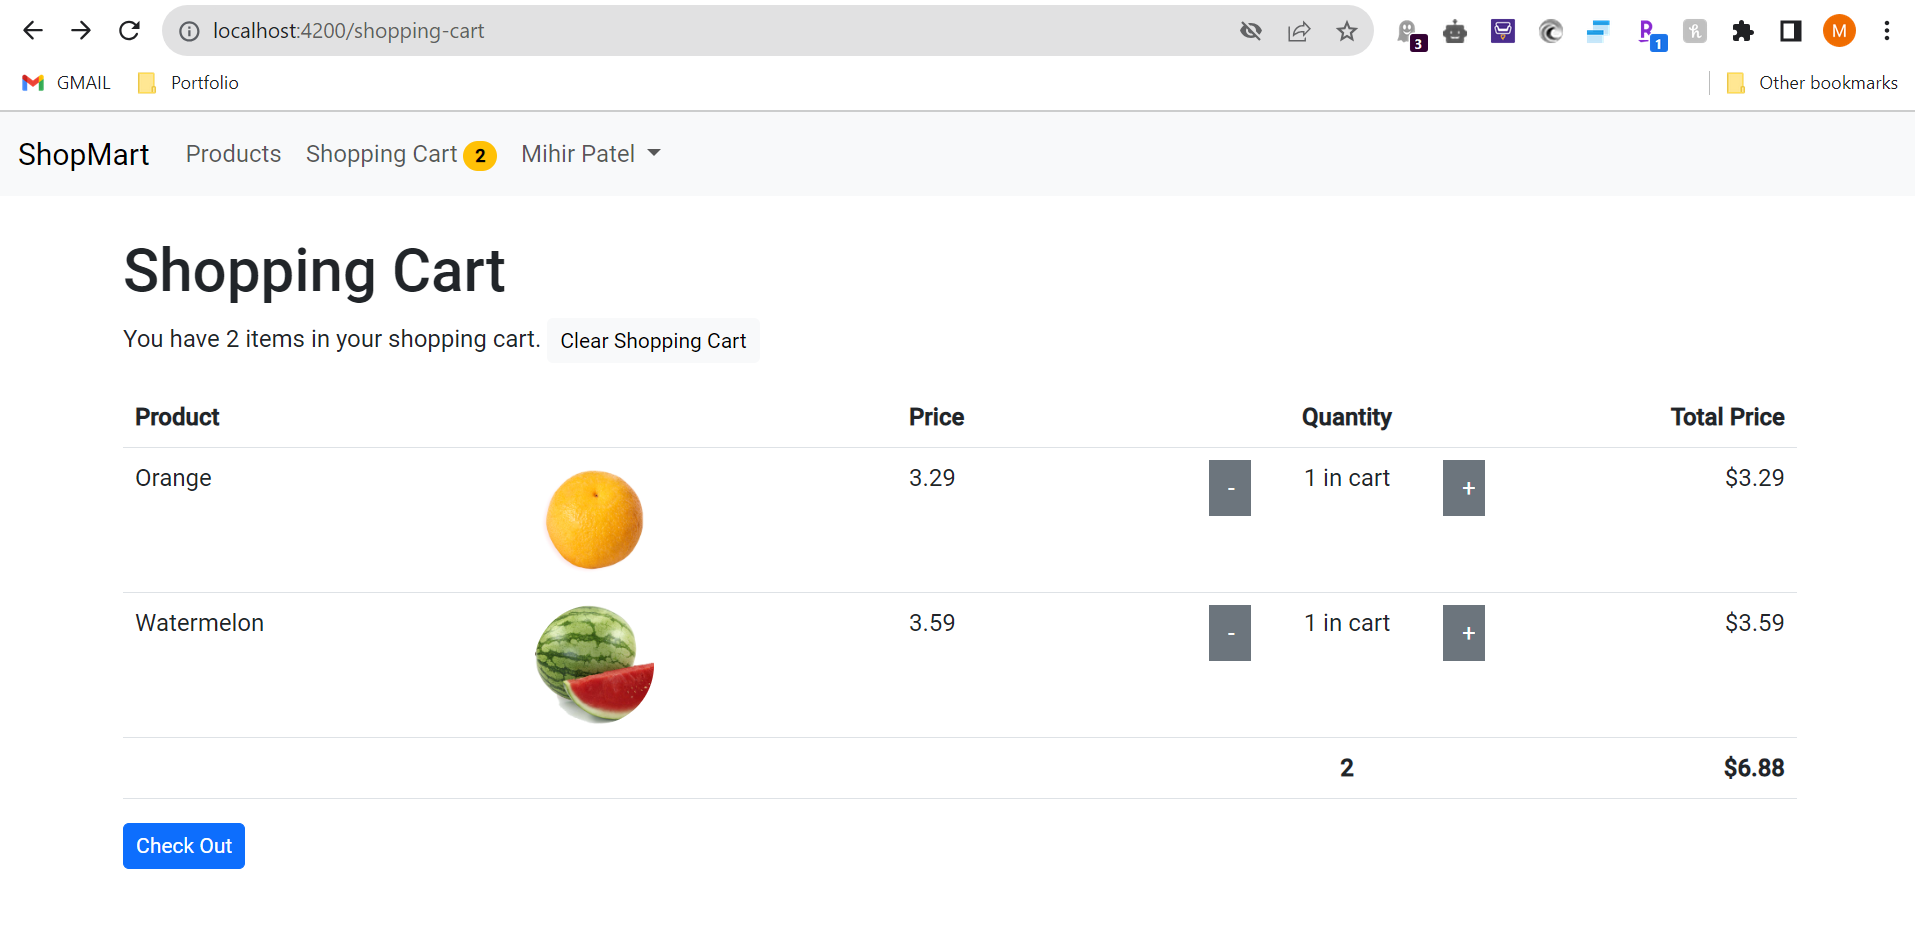 localhost:4200/shopping-cart
3
1
M
GMAIL Portfolio Other bookmarks
ShopMart Products Shopping Cart 2 Mihir Patel
Shopping Cart
You have 2 items in your shopping cart. Clear Shopping Cart
Product Price Quantity Total Price
Orange 3.29 - 1 in cart + $3.29
Watermelon 3.59 - 1 in cart + $3.59
2 $6.88
Check Out